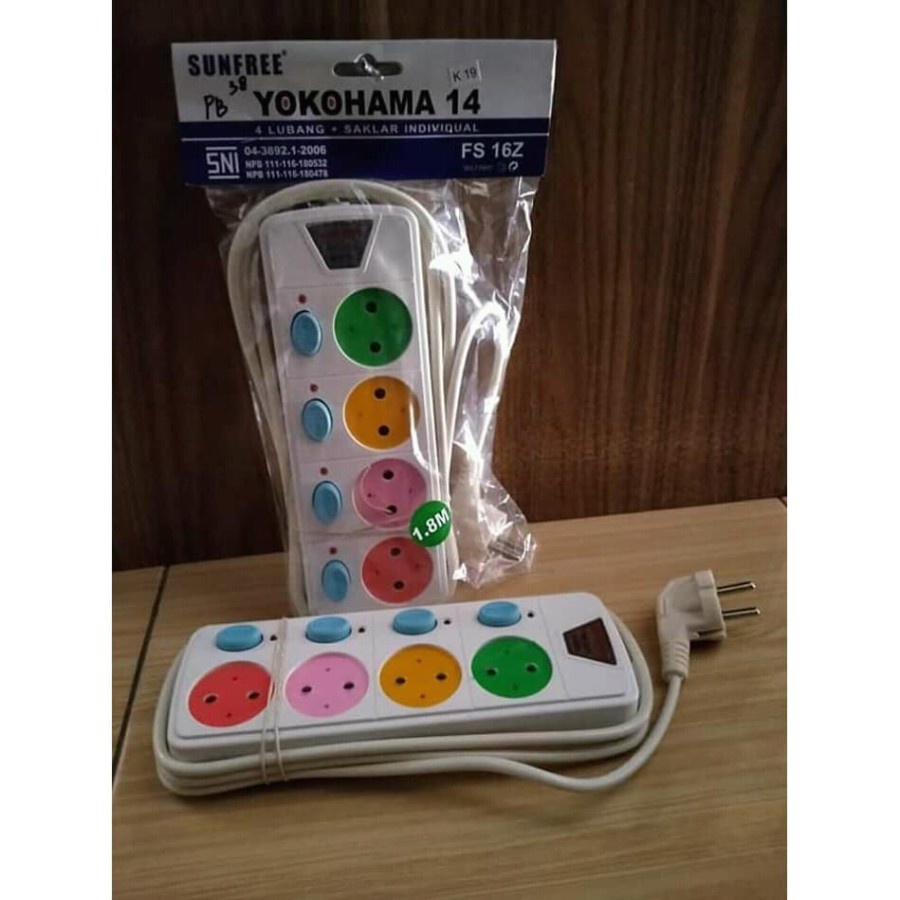 SUNFREE®
K 19
PB 38
YOKOHAMA 14
4 LUBANG • SAKLAR INDIVIDUAL
SNI
04-3892.1-2006
NPB 111-116-180532
NPB 111-116-180478
FS 16Z
1.8M